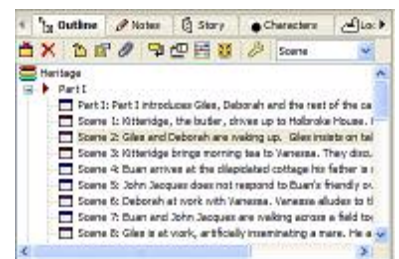 Outline Notes Story Characters Loc
Scene
Heritage
Part I
Part I: Part I introduces Giles, Deborah and the rest of the ca
Scene 1: Kitteridge, the butler, drives up to Holbroke House.
Scene 2: Giles and Deborah are waking up. Giles insists on tal
Scene 3: Kitteridge brings morning tea to Vanessa. They disc
Scene 4: Euan arrives at the dilapidated cottage his father is
Scene 5: John Jacques does not respond to Euan's friendly ov
Scene 6: Deborah at work with Vanessa. Vanessa alludes to th
Scene 7: Euan and John Jacques are walking across a field tog
Scene 8: Giles is at work, artificially inseminating a mare. He a